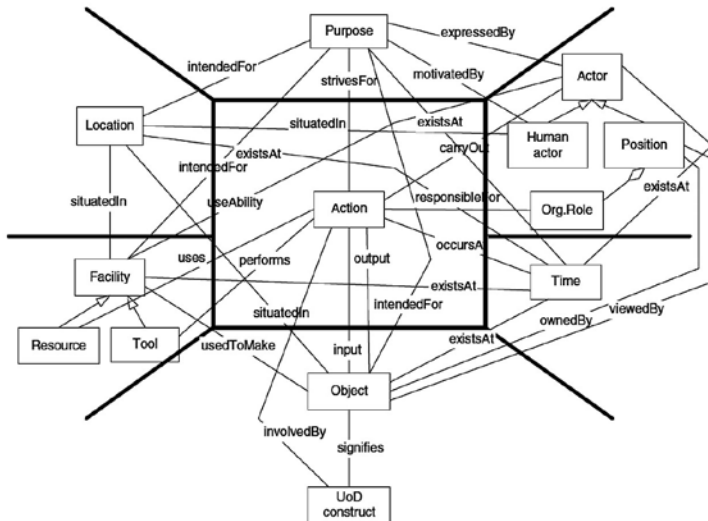 Purpose
expressedBy
intendedFor
strivesFor
motivatedBy
Actor
Location
situatedIn
existsAt
Human
actor
Position
existsAt
carryOut
intendedFor
situatedIn
useAbility
Action
responsibleFor
Org.Role
existsAt
uses
performs
output
occursA
Facility
existsAt
Time
situatedIn
intendedFor
ownedBy
viewedBy
Resource
Tool
usedToMake
input
existsAt
Object
involvedBy
signifies
UoD
construct